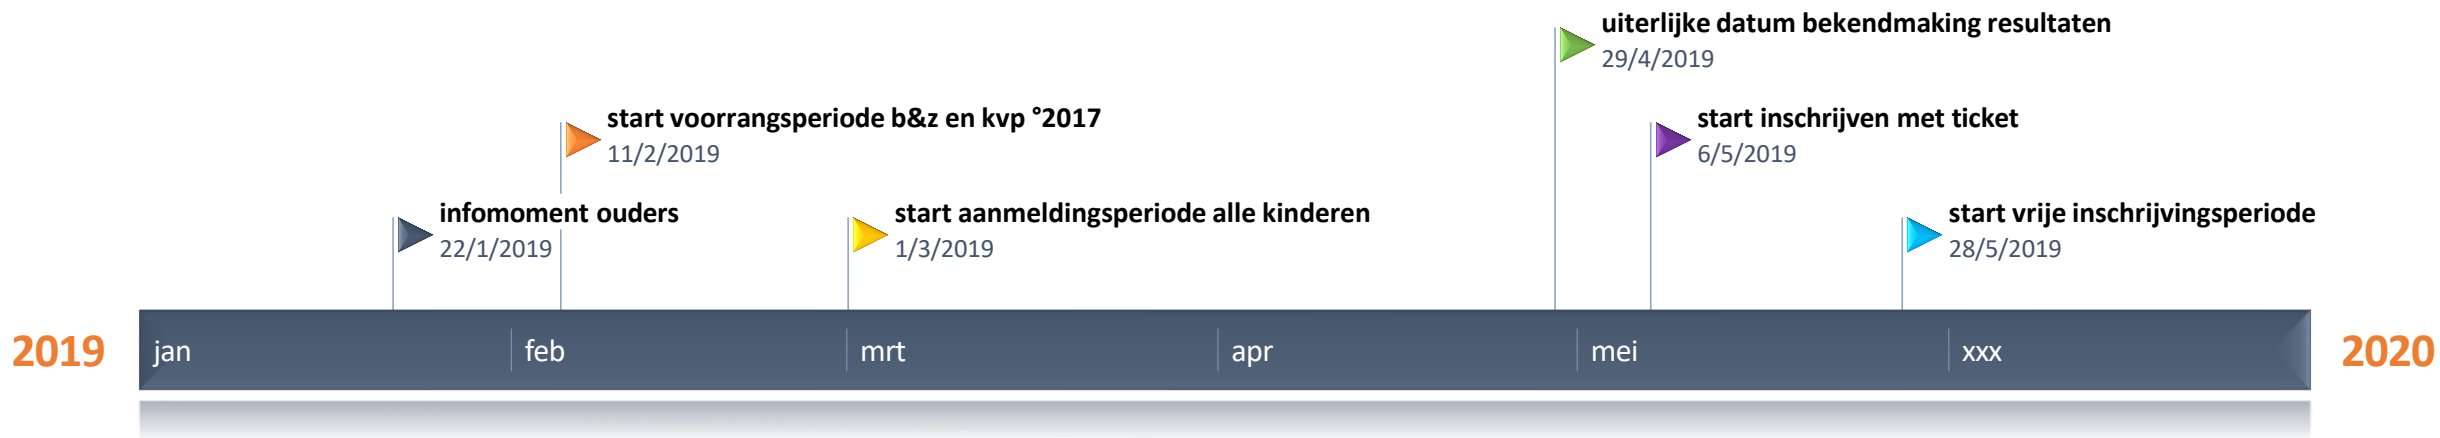 uiterlijke datum bekendmaking resultaten
29/4/2019
start voorrangsperiode b&z en kvp °2017
11/2/2019
start inschrijven met ticket
6/5/2019
infomoment ouders
22/1/2019
start aanmeldingsperiode alle kinderen
1/3/2019
start vrije inschrijvingsperiode
28/5/2019
2019 jan feb mrt apr mei xxx 2020